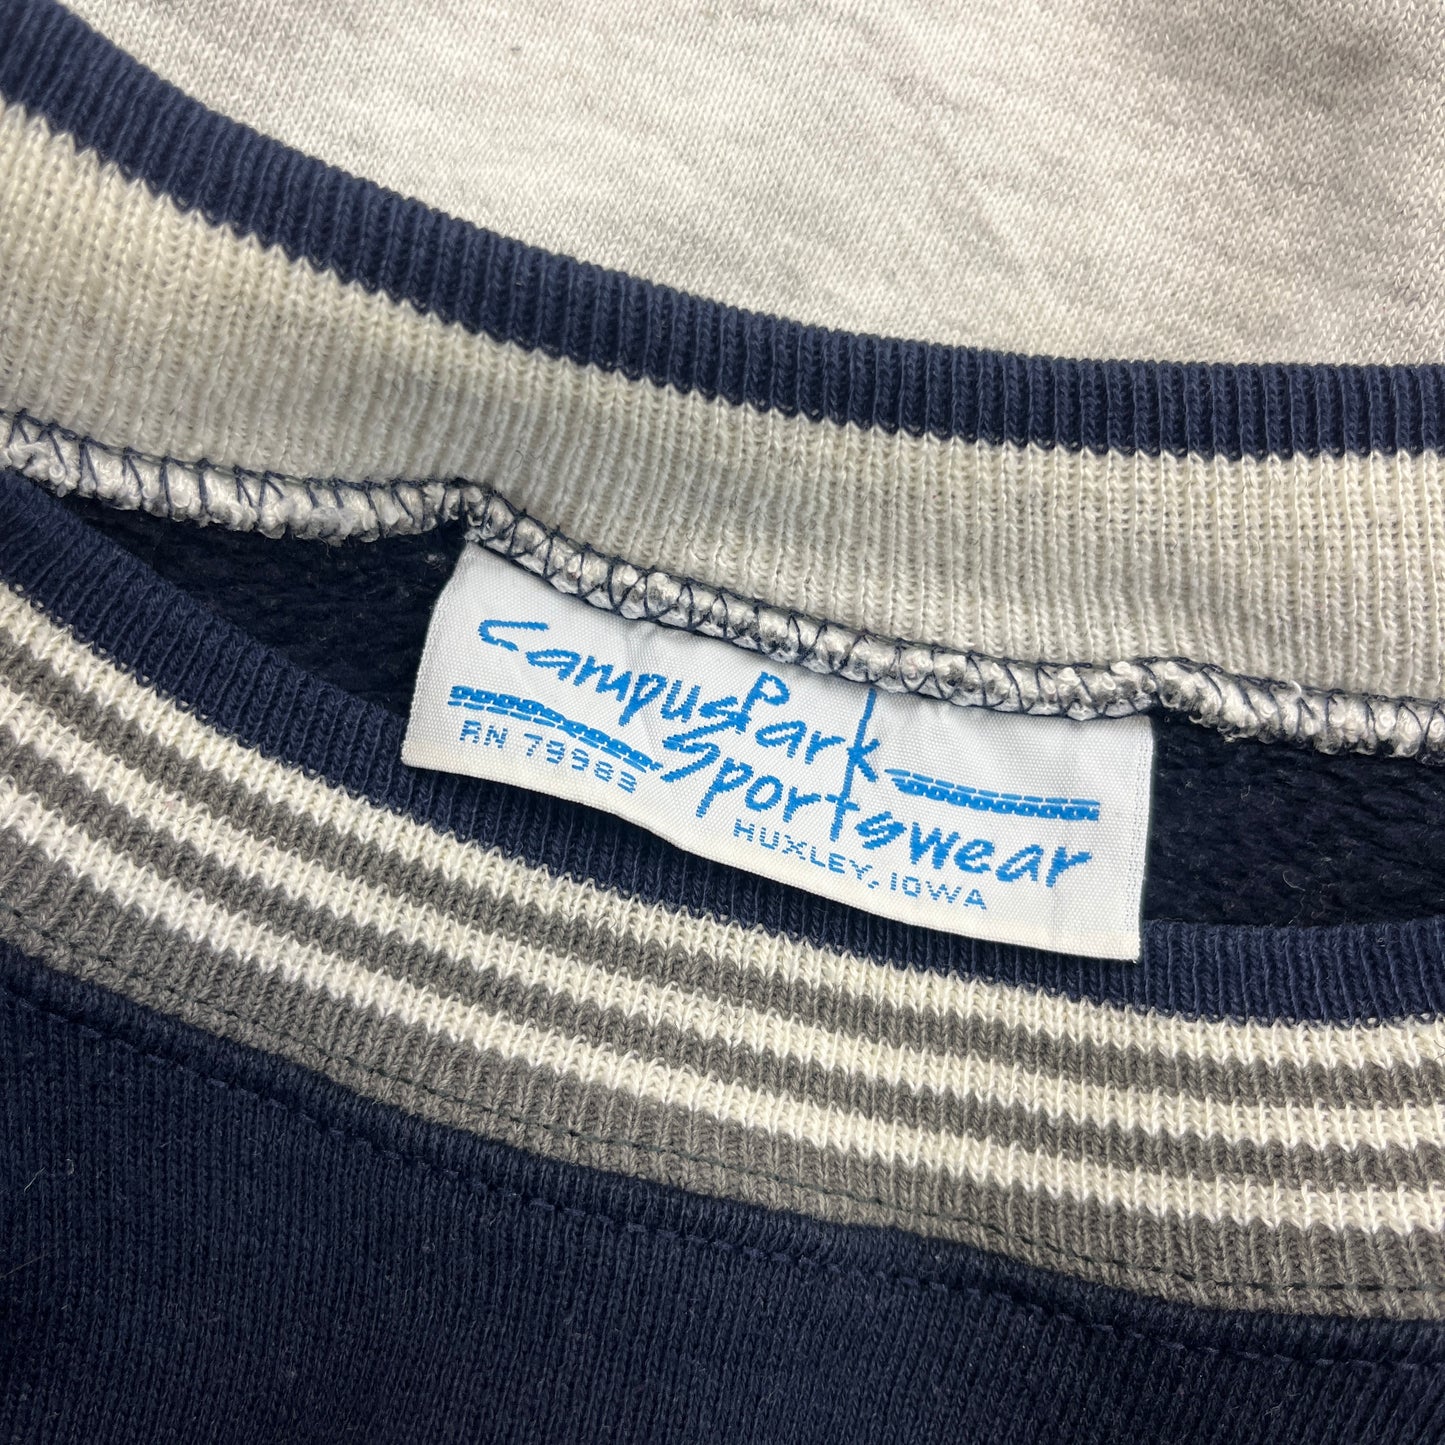 Campus Park
Sportswear
RN 79983
HUXLEY, IOWA